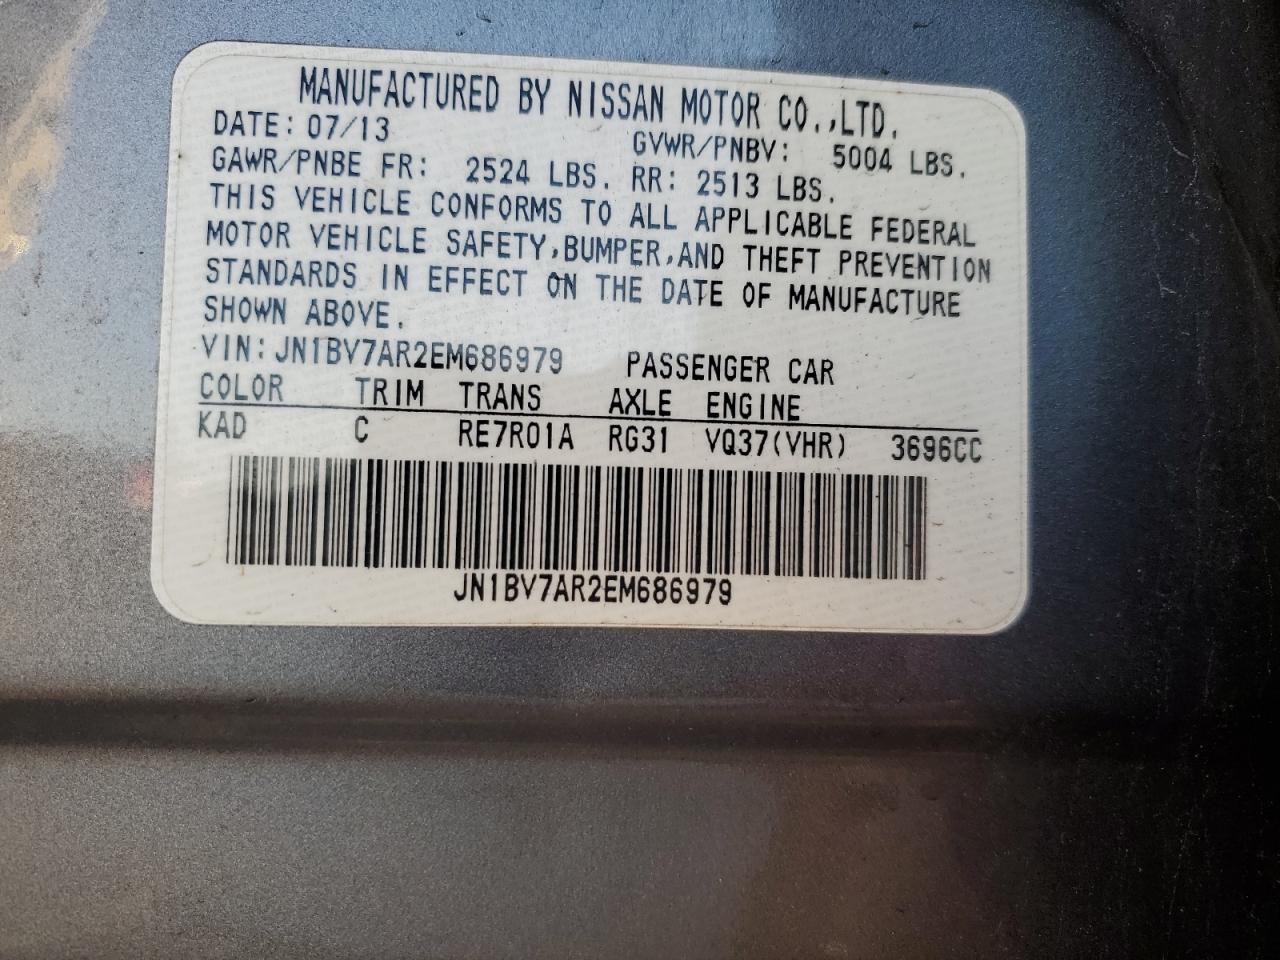 MANUFACTURED BY NISSAN MOTOR CO.,LTD.
DATE: 07/13 GVWR/PNBV: 5004 LBS.
GAWR/PNBE FR: 2524 LBS. RR: 2513 LBS.
THIS VEHICLE CONFORMS TO ALL APPLICABLE FEDERAL
MOTOR VEHICLE SAFETY,BUMPER,AND THEFT PREVENTION
STANDARDS IN EFFECT ON THE DATE OF MANUFACTURE
SHOWN ABOVE.
VIN: JN1BV7AR2EM686979 PASSENGER CAR
COLOR TRIM TRANS AXLE ENGINE
KAD C RE7R01A RG31 VQ37(VHR) 3696CC
JN1BV7AR2EM686979